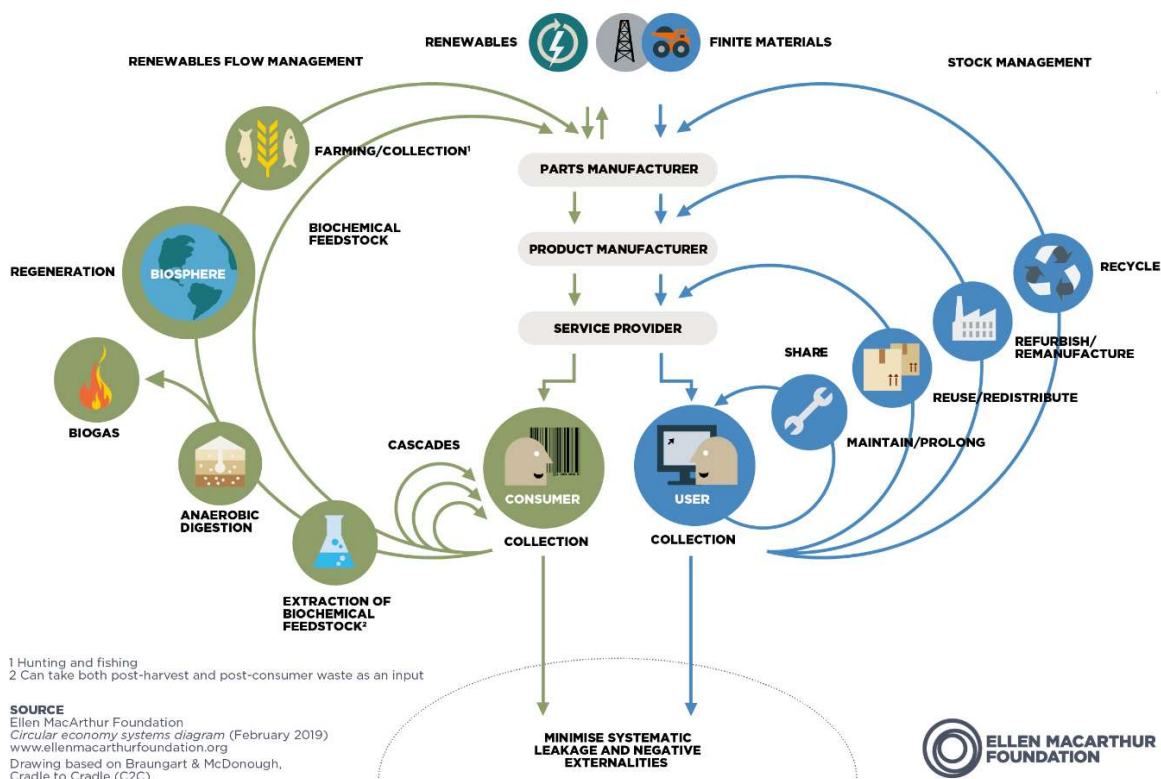 RENEWABLES
FINITE MATERIALS
RENEWABLES FLOW MANAGEMENT
STOCK MANAGEMENT
FARMING/COLLECTION¹
PARTS MANUFACTURER
BIOCHEMICAL
FEEDSTOCK
PRODUCT MANUFACTURER
REGENERATION
BIOSPHERE
RECYCLE
SERVICE PROVIDER
SHARE
REFURBISH/
REMANUFACTURE
REUSE/REDISTRIBUTE
BIOGAS
CASCADES
MAINTAIN/PROLONG
CONSUMER
USER
ANAEROBIC
DIGESTION
COLLECTION
COLLECTION
EXTRACTION OF
BIOCHEMICAL
FEEDSTOCK²
1 Hunting and fishing
2 Can take both post-harvest and post-consumer waste as an input
SOURCE
Ellen MacArthur Foundation
Circular economy systems diagram (February 2019)
www.ellenmacarthurfoundation.org
Drawing based on Braungart & McDonough,
Cradle to Cradle (C2C)
MINIMISE SYSTEMATIC
LEAKAGE AND NEGATIVE
EXTERNALITIES
ELLEN MACARTHUR
FOUNDATION